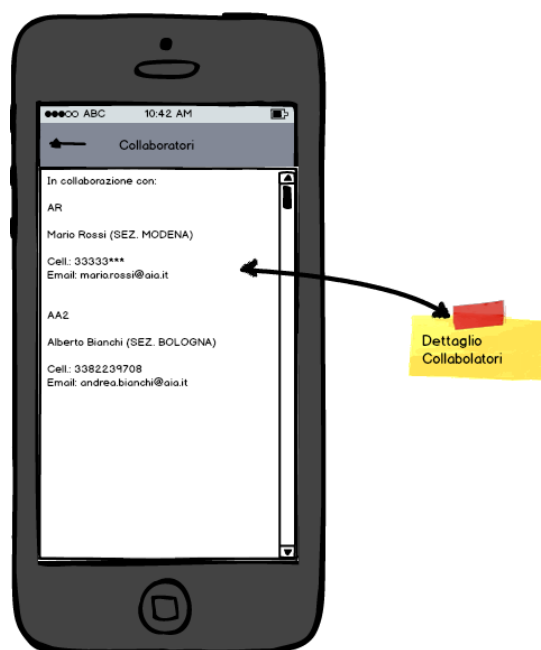 ABC 10:42 AM
Collaboratori
In collaborazione con:
AR
Mario Rossi (SEZ. MODENA)
Cell.: 33333***
Email: mario.rossi@aia.it
AA2
Alberto Bianchi (SEZ. BOLOGNA)
Cell.: 3382239708
Email: andrea.bianchi@aia.it
Dettaglio
Collabolatori